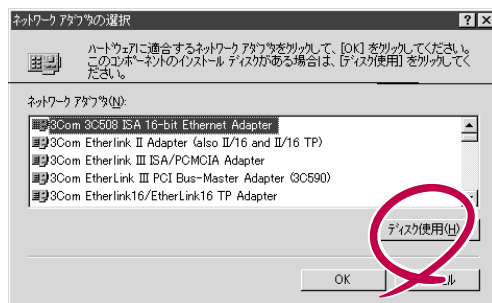 ネットワーク アダプタの選択
ハードウェアに適合するネットワーク アダプタをクリックして、[OK] をクリックしてください。
このコンポーネントのインストール ディスクがある場合は、[ディスク使用] をクリックしてく
ださい。
ネットワーク アダプタ(N):
3Com 3C508 ISA 16-bit Ethernet Adapter
3Com Etherlink II Adapter (also II/16 and II/16 TP)
3Com Etherlink III ISA/PCMCIA Adapter
3Com EtherLink III PCI Bus-Master Adapter (3C590)
3Com Etherlink16/EtherLink16 TP Adapter
ディスク使用(H)
OK